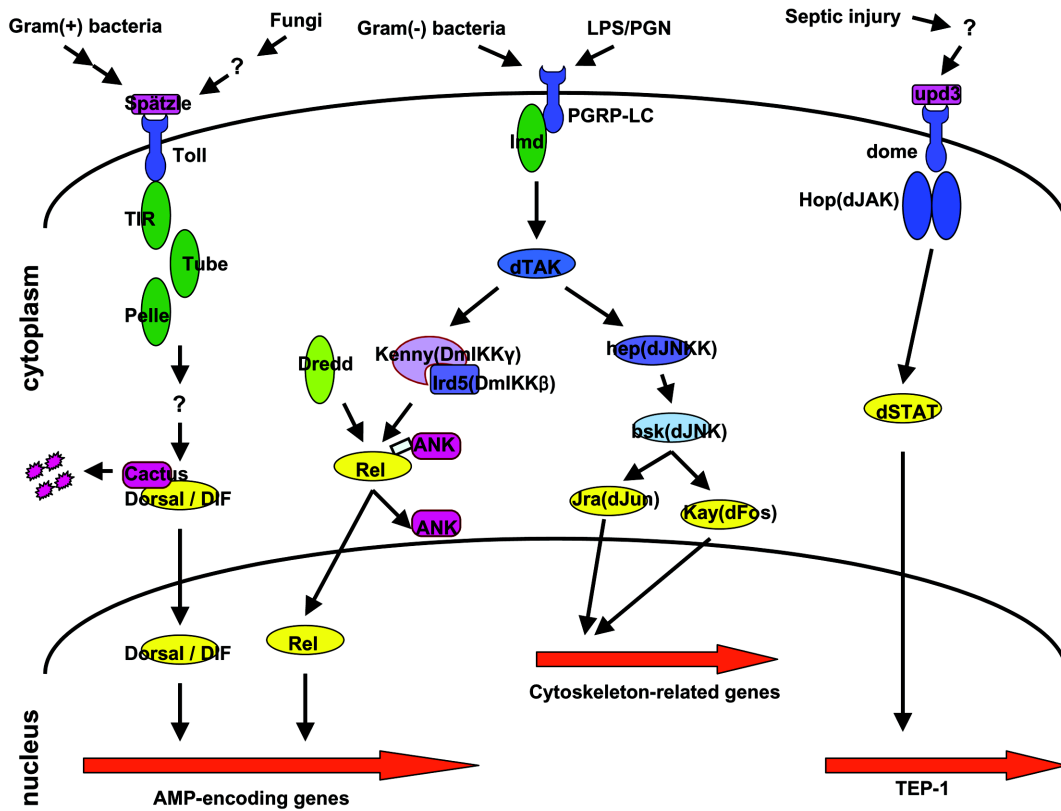 Fungi
Gram(+) bacteria
?
Spätzle
Toll
TIR
Tube
Pelle
?
Cactus
Dorsal / DIF
Dorsal / DIF
Gram(-) bacteria
LPS/PGN
PGRP-LC
Imd
dTAK
Dredd
Kenny(DmIKKγ)
Ird5(DmIKKβ)
ANK
Rel
ANK
Rel
AMP-encoding genes
hep(dJNKK)
bsk(dJNK)
Jra(dJun)
Kay(dFos)
Cytoskeleton-related genes
Septic injury
?
upd3
dome
Hop(dJAK)
dSTAT
TEP-1
cytoplasm
nucleus